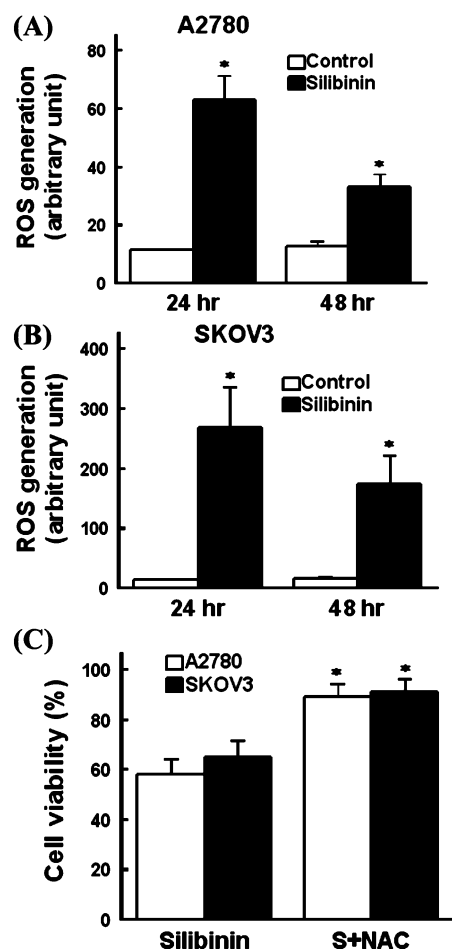 (A)
A2780
ROS generation
(arbitrary unit)
80
60
40
20
0
Control
Silibinin
*
*
24 hr
48 hr
(B)
SKOV3
ROS generation
(arbitrary unit)
400
300
200
100
0
Control
Silibinin
*
*
24 hr
48 hr
(C)
Cell viability (%)
100
80
60
40
20
0
A2780
SKOV3
*
*
Silibinin
S+NAC